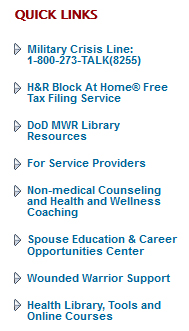 QUICK LINKS
Military Crisis Line:
1-800-273-TALK(8255)
H&R Block At Home® Free
Tax Filing Service
DoD MWR Library
Resources
For Service Providers
Non-medical Counseling
and Health and Wellness
Coaching
Spouse Education & Career
Opportunities Center
Wounded Warrior Support
Health Library, Tools and
Online Courses